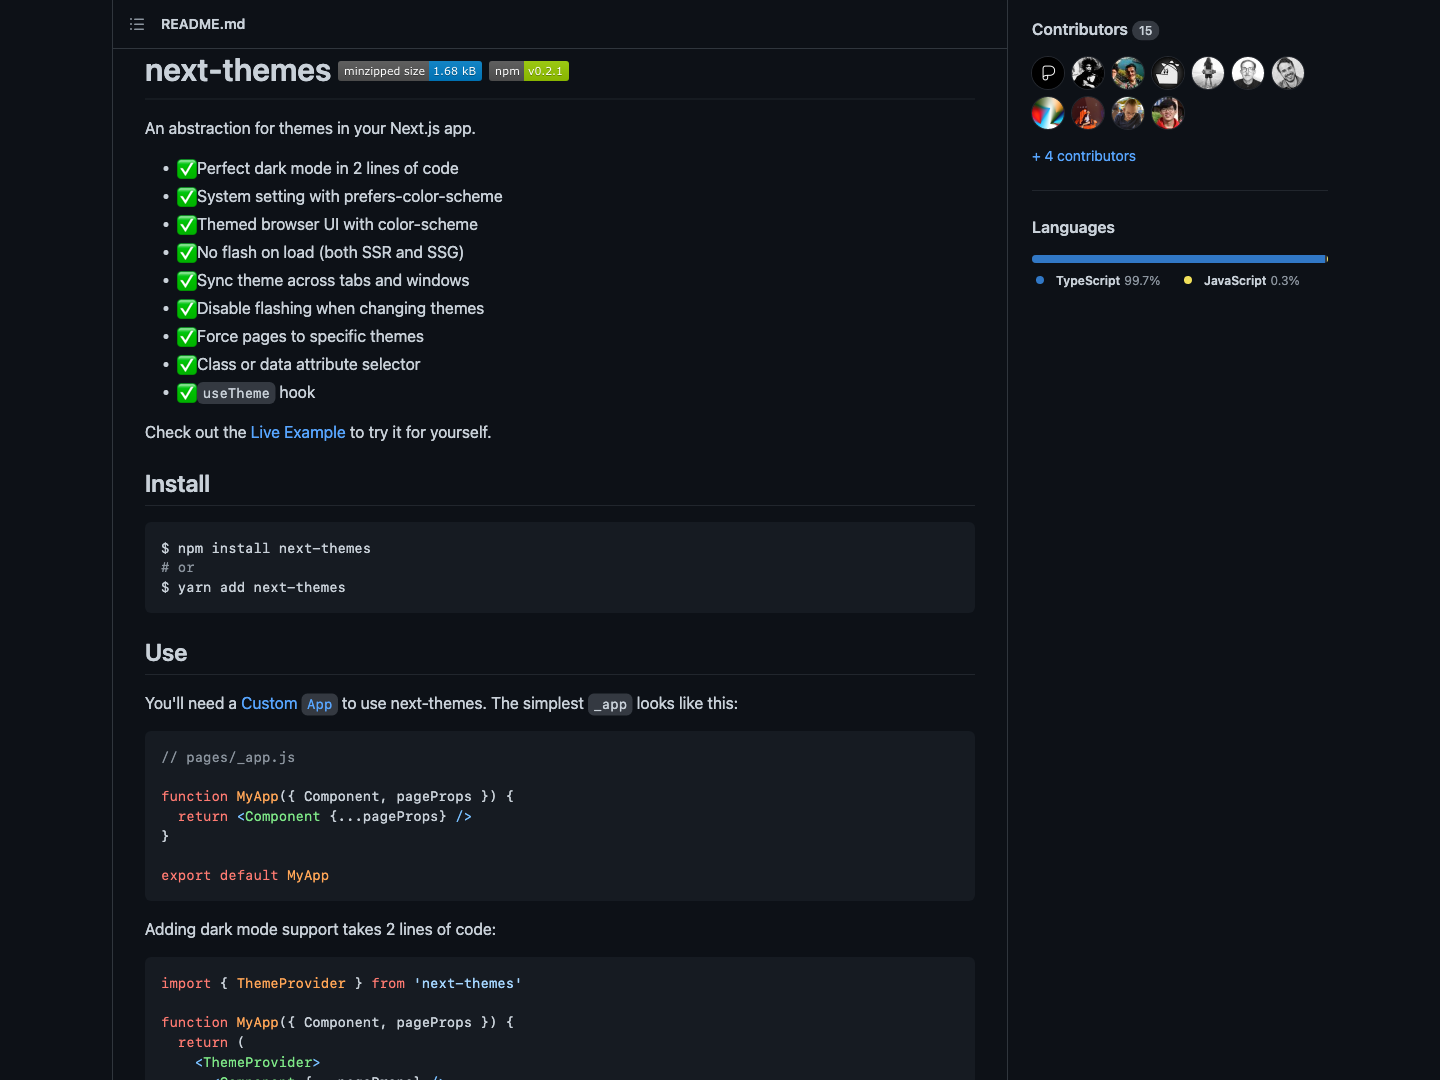 README.md
next-themes minzipped size 1.68 kB npm v0.2.1
An abstraction for themes in your Next.js app.
• ✅Perfect dark mode in 2 lines of code
• ✅System setting with prefers-color-scheme
• ✅Themed browser UI with color-scheme
• ✅No flash on load (both SSR and SSG)
• ✅Sync theme across tabs and windows
• ✅Disable flashing when changing themes
• ✅Force pages to specific themes
• ✅Class or data attribute selector
• ✅useTheme hook
Check out the Live Example to try it for yourself.
Install
$ npm install next-themes
# or
$ yarn add next-themes
Use
You'll need a Custom App to use next-themes. The simplest _app looks like this:
// pages/_app.js
function MyApp({ Component, pageProps }) {
  return <Component {...pageProps} />
}
export default MyApp
Adding dark mode support takes 2 lines of code:
import { ThemeProvider } from 'next-themes'
function MyApp({ Component, pageProps }) {
  return (
    <ThemeProvider>
      <Component {...pageProps} />
Contributors 15
+ 4 contributors
Languages
TypeScript 99.7% JavaScript 0.3%